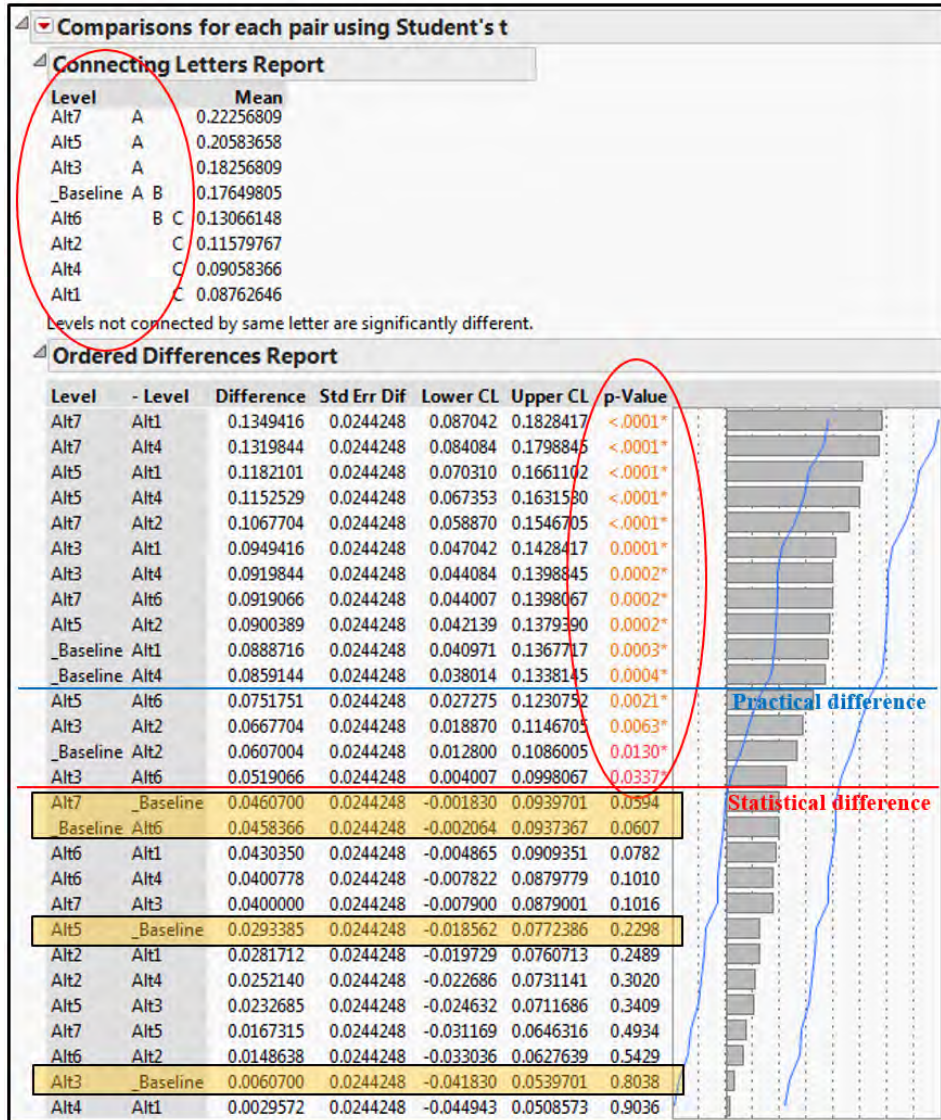 Comparisons for each pair using Student's t
Connecting Letters Report
Level Mean
Alt7 A 0.22256809
Alt5 A 0.20583658
Alt3 A 0.18256809
_Baseline A B 0.17649805
Alt6 B C 0.13066148
Alt2 C 0.11579767
Alt4 C 0.09058366
Alt1 C 0.08762646
Levels not connected by same letter are significantly different.
Ordered Differences Report
Level - Level Difference Std Err Dif Lower CL Upper CL p-Value
Alt7 Alt1 0.1349416 0.0244248 0.087042 0.1828417 <.0001*
Alt7 Alt4 0.1319844 0.0244248 0.084084 0.1798845 <.0001*
Alt5 Alt1 0.1182101 0.0244248 0.070310 0.1661102 <.0001*
Alt5 Alt4 0.1152529 0.0244248 0.067353 0.1631530 <.0001*
Alt7 Alt2 0.1067704 0.0244248 0.058870 0.1546705 <.0001*
Alt3 Alt1 0.0949416 0.0244248 0.047042 0.1428417 0.0001*
Alt3 Alt4 0.0919844 0.0244248 0.044084 0.1398845 0.0002*
Alt7 Alt6 0.0919066 0.0244248 0.044007 0.1398067 0.0002*
Alt5 Alt2 0.0900389 0.0244248 0.042139 0.1379390 0.0002*
_Baseline Alt1 0.0888716 0.0244248 0.040971 0.1367717 0.0003*
_Baseline Alt4 0.0859144 0.0244248 0.038014 0.1338145 0.0004*
Alt5 Alt6 0.0751751 0.0244248 0.027275 0.1230752 0.0021* Practical difference
Alt3 Alt2 0.0667704 0.0244248 0.018870 0.1146705 0.0063*
_Baseline Alt2 0.0607004 0.0244248 0.012800 0.1086005 0.0130*
Alt3 Alt6 0.0519066 0.0244248 0.004007 0.0998067 0.0337*
Alt7 _Baseline 0.0460700 0.0244248 -0.001830 0.0939701 0.0594 Statistical difference
_Baseline Alt6 0.0458366 0.0244248 -0.002064 0.0937367 0.0607
Alt6 Alt1 0.0430350 0.0244248 -0.004865 0.0909351 0.0782
Alt6 Alt4 0.0400778 0.0244248 -0.007822 0.0879779 0.1010
Alt7 Alt3 0.0400000 0.0244248 -0.007900 0.0879001 0.1016
Alt5 _Baseline 0.0293385 0.0244248 -0.018562 0.0772386 0.2298
Alt2 Alt1 0.0281712 0.0244248 -0.019729 0.0760713 0.2489
Alt2 Alt4 0.0252140 0.0244248 -0.022686 0.0731141 0.3020
Alt5 Alt3 0.0232685 0.0244248 -0.024632 0.0711686 0.3409
Alt7 Alt5 0.0167315 0.0244248 -0.031169 0.0646316 0.4934
Alt6 Alt2 0.0148638 0.0244248 -0.033036 0.0627639 0.5429
Alt3 _Baseline 0.0060700 0.0244248 -0.041830 0.0539701 0.8038
Alt4 Alt1 0.0029572 0.0244248 -0.044943 0.0508573 0.9036